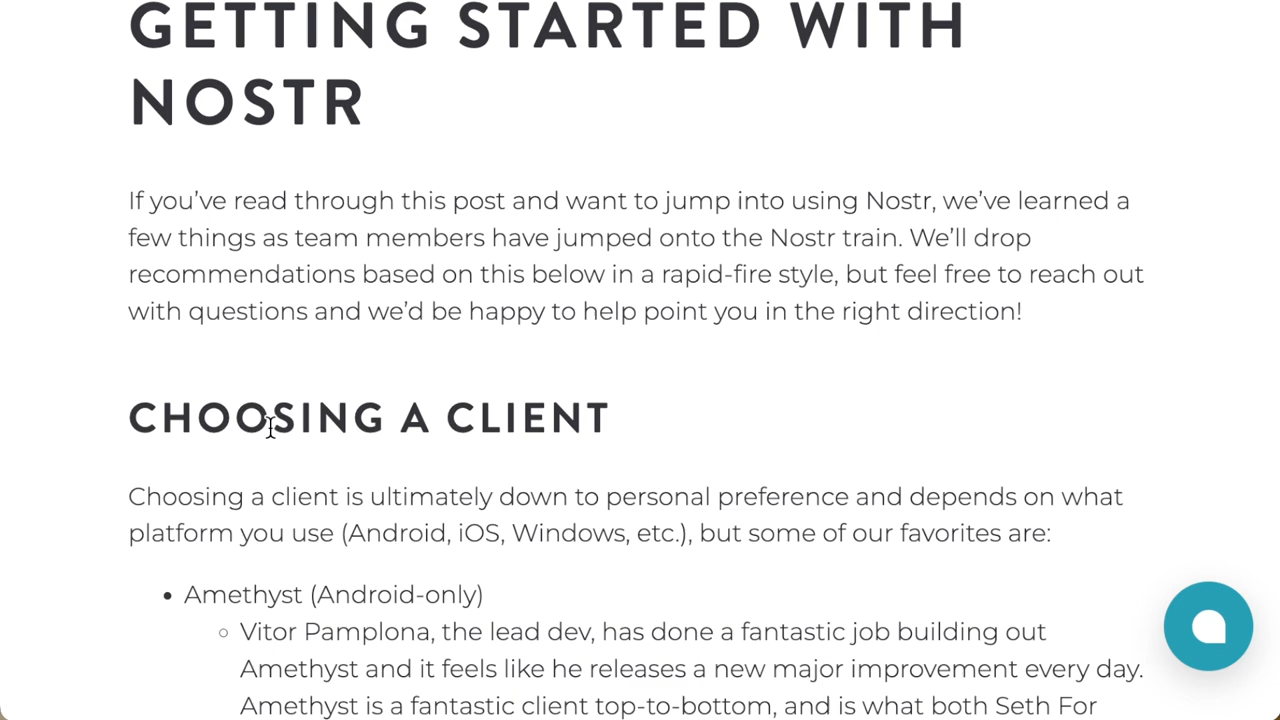 GETTING STARTED WITH
NOSTR
If you’ve read through this post and want to jump into using Nostr, we’ve learned a
few things as team members have jumped onto the Nostr train. We’ll drop
recommendations based on this below in a rapid-fire style, but feel free to reach out
with questions and we’d be happy to help point you in the right direction!
CHOOSING A CLIENT
Choosing a client is ultimately down to personal preference and depends on what
platform you use (Android, iOS, Windows, etc.), but some of our favorites are:
• Amethyst (Android-only)
○ Vitor Pamplona, the lead dev, has done a fantastic job building out
Amethyst and it feels like he releases a new major improvement every day.
Amethyst is a fantastic client top-to-bottom, and is what both Seth For